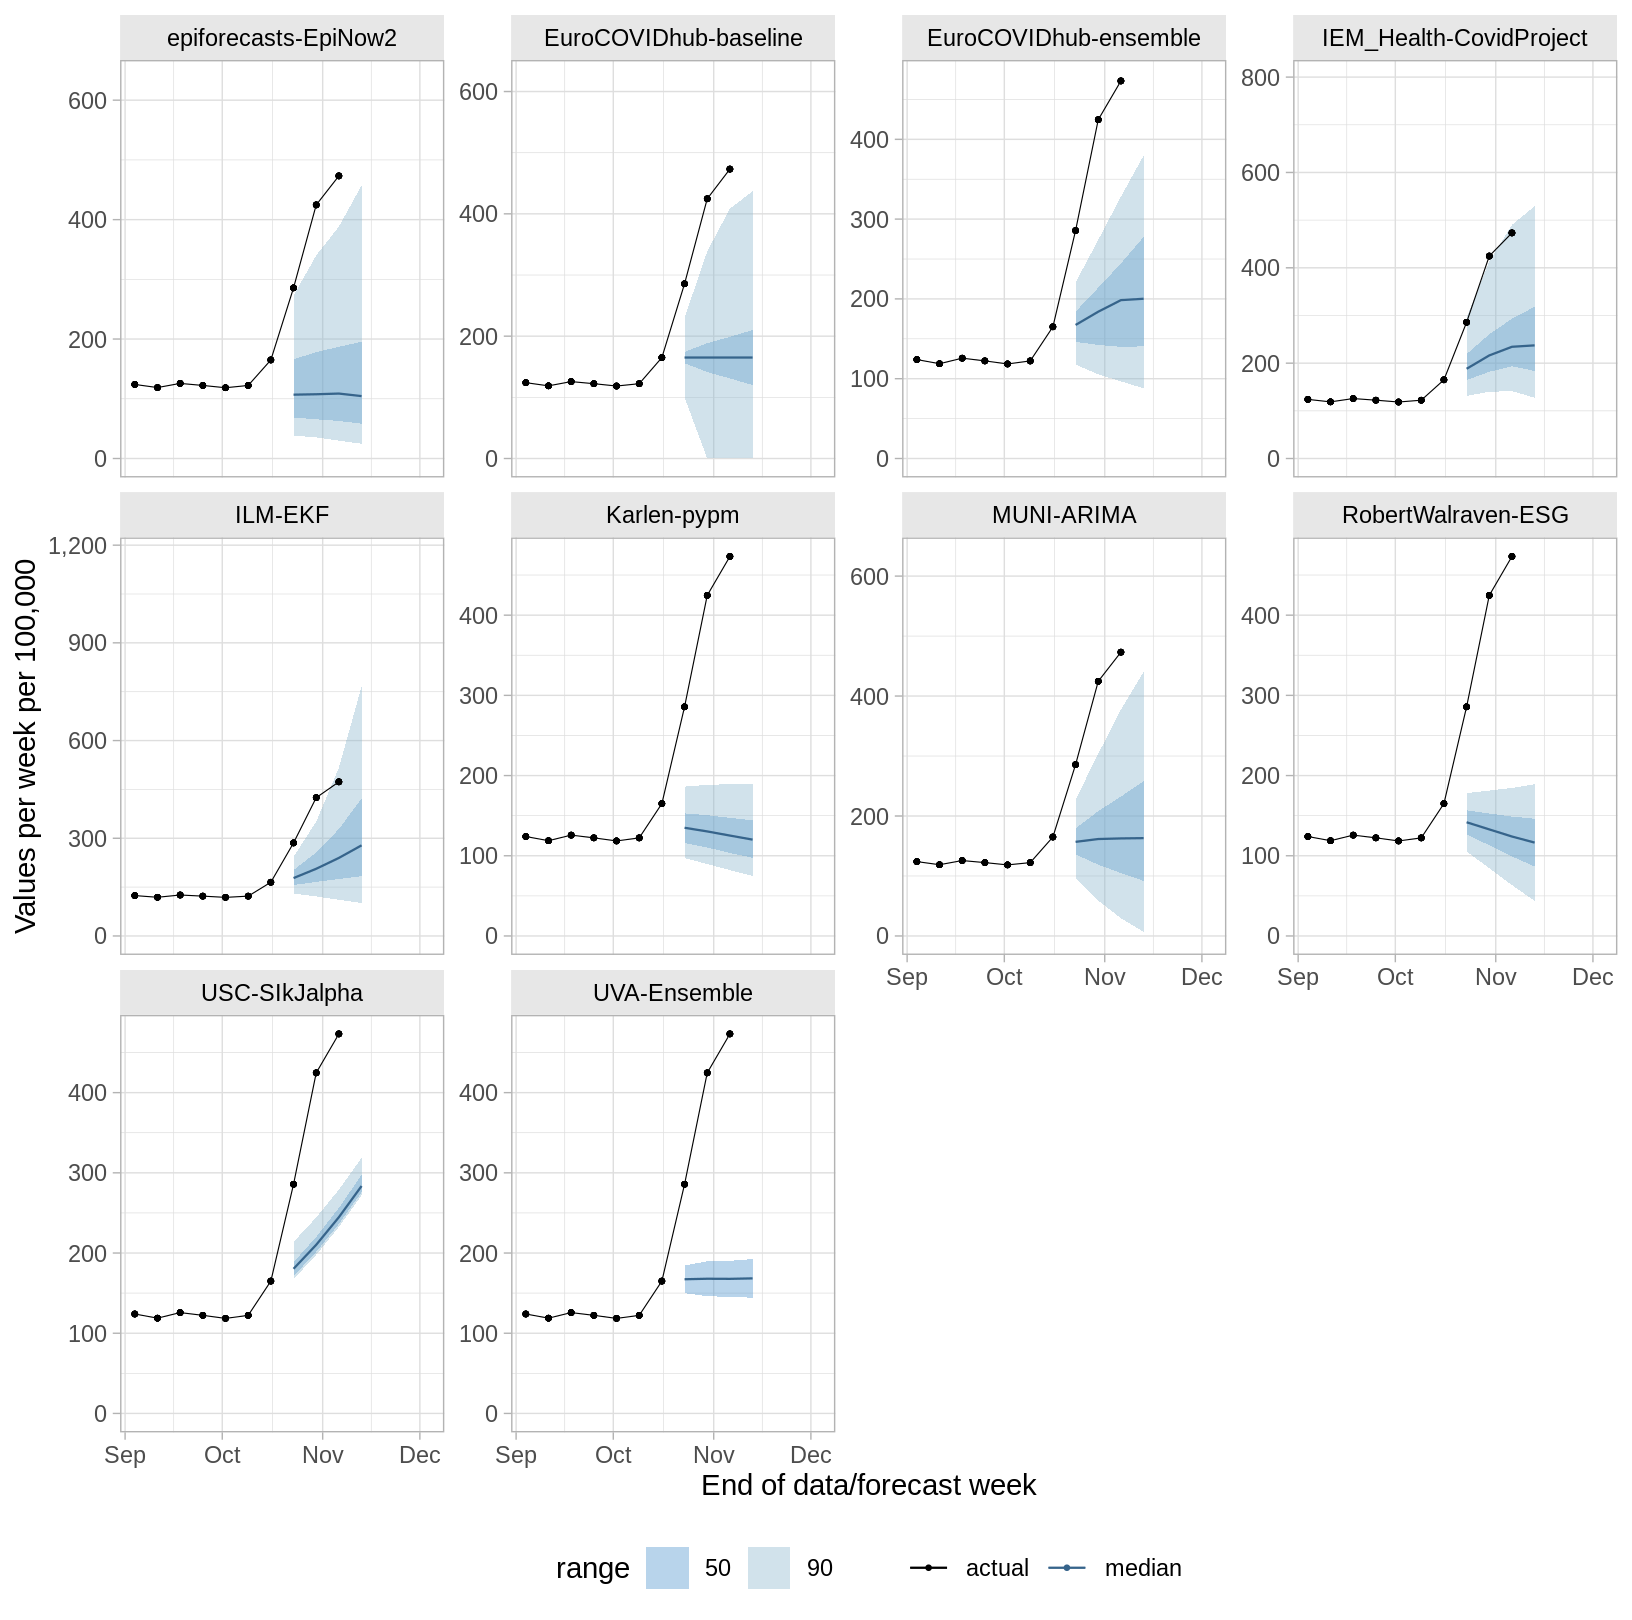 epiforecasts-EpiNow2
EuroCOVIDhub-baseline
EuroCOVIDhub-ensemble
IEM_Health-CovidProject
600
400
200
0
600
400
200
0
400
300
200
100
0
800
600
400
200
0
ILM-EKF
Karlen-pypm
MUNI-ARIMA
RobertWalraven-ESG
Values per week per 100,000
1,200
900
600
300
0
400
300
200
100
0
600
400
200
0
400
300
200
100
0
Sep Oct Nov Dec
Sep Oct Nov Dec
USC-SIkJalpha
UVA-Ensemble
400
300
200
100
0
400
300
200
100
0
Sep Oct Nov Dec
Sep Oct Nov Dec
End of data/forecast week
range 50 90 actual median